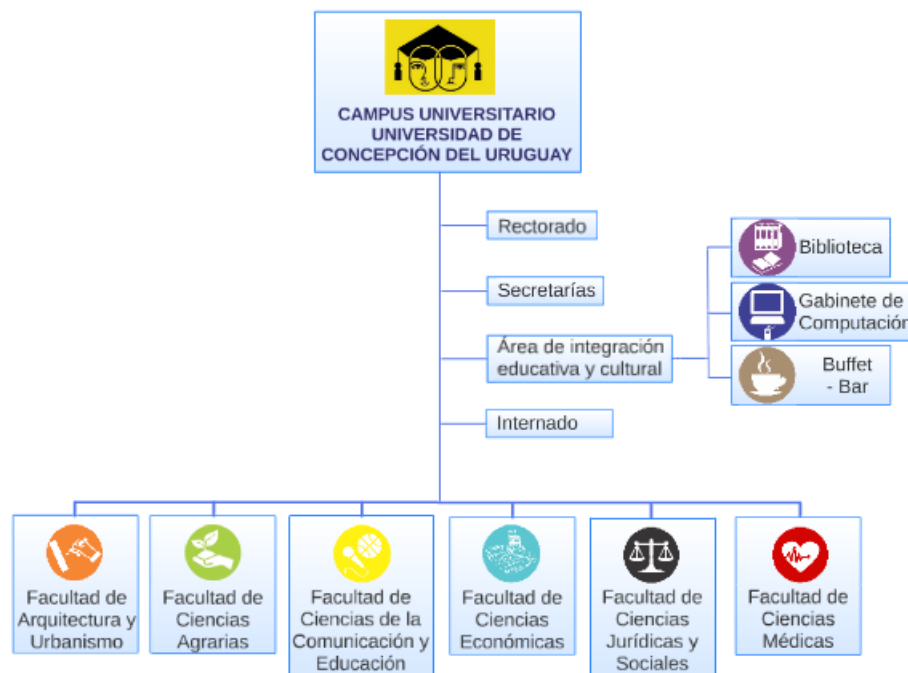 CAMPUS UNIVERSITARIO
UNIVERSIDAD DE
CONCEPCIÓN DEL URUGUAY
Rectorado
Secretarías
Área de integración
educativa y cultural
Internado
Biblioteca
Gabinete de
Computación
Buffet
- Bar
Facultad de
Arquitectura y
Urbanismo
Facultad de
Ciencias
Agrarias
Facultad de
Ciencias de la
Comunicación y
Educación
Facultad de
Ciencias
Económicas
Facultad de
Ciencias
Jurídicas y
Sociales
Facultad de
Ciencias
Médicas